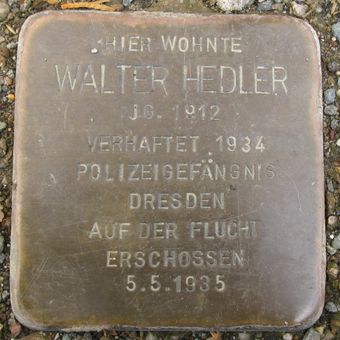 HIER WOHNTE
WALTER HEDLER
JG. 1912
VERHAFTET 1934
POLIZEIGEFÄNGNIS
DRESDEN
AUF DER FLUCHT
ERSCHOSSEN
5.5.1935